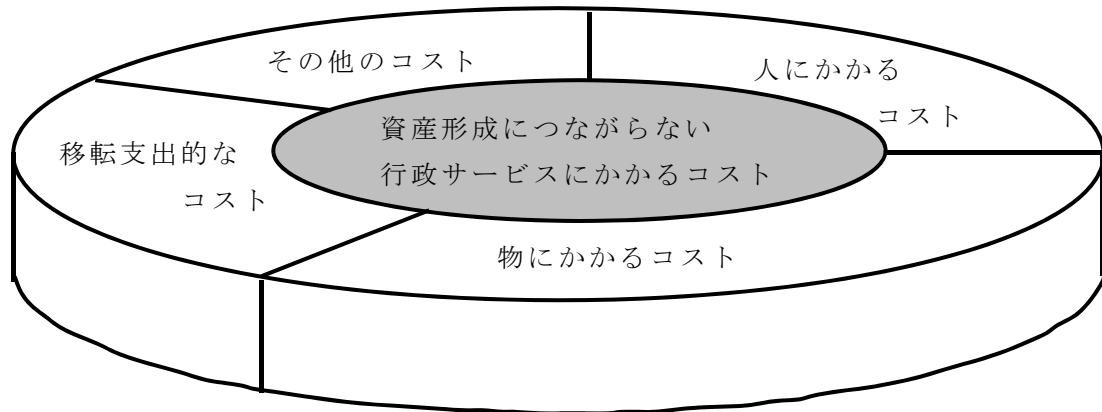 その他のコスト
人にかかる
コスト
資産形成につながらない
行政サービスにかかるコスト
移転支出的な
コスト
物にかかるコスト